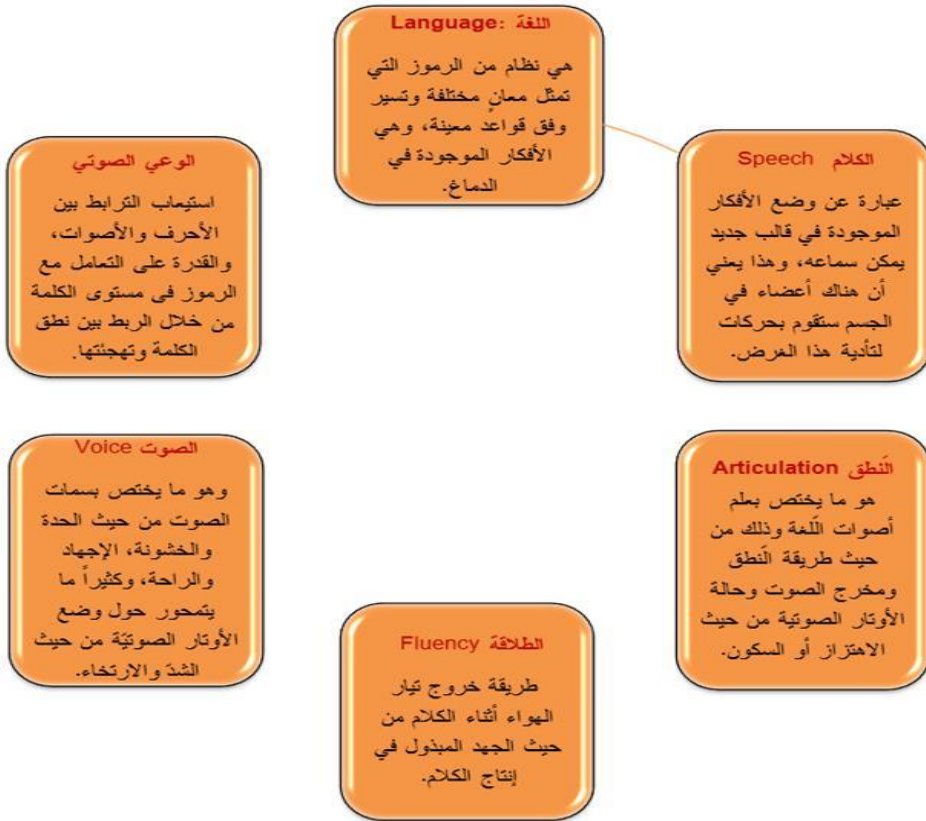 اللغة :Language
هي نظام من الرموز التي
تمثل معانٍ مختلفة وتسير
وفق قواعد معينة، وهي
الأفكار الموجودة في
الدماغ.
الكلام Speech
عبارة عن وضع الأفكار
الموجودة في قالب جديد
يمكن سماعه، وهذا يعني
أن هناك أعضاء في
الجسم ستقوم بحركات
لتأدية هذا الغرض.
الوعي الصوتي
استيعاب الترابط بين
الأحرف والأصوات،
والقدرة على التعامل مع
الرموز فى مستوى الكلمة
من خلال الربط بين نطق
الكلمة وتهجئتها.
النّطق Articulation
هو ما يختص بعلم
أصوات اللّغة وذلك من
حيث طريقة النّطق
ومخرج الصوت وحالة
الأوتار الصوتية من حيث
الاهتزاز أو السكون.
الصوت Voice
وهو ما يختص بسمات
الصوت من حيث الحدة
والخشونة، الإجهاد
والراحة، وكثيراً ما
يتمحور حول وضع
الأوتار الصوتيّة من حيث
الشدّ والارتخاء.
الطلاقة Fluency
طريقة خروج تيار
الهواء أثناء الكلام من
حيث الجهد المبذول في
إنتاج الكلام.